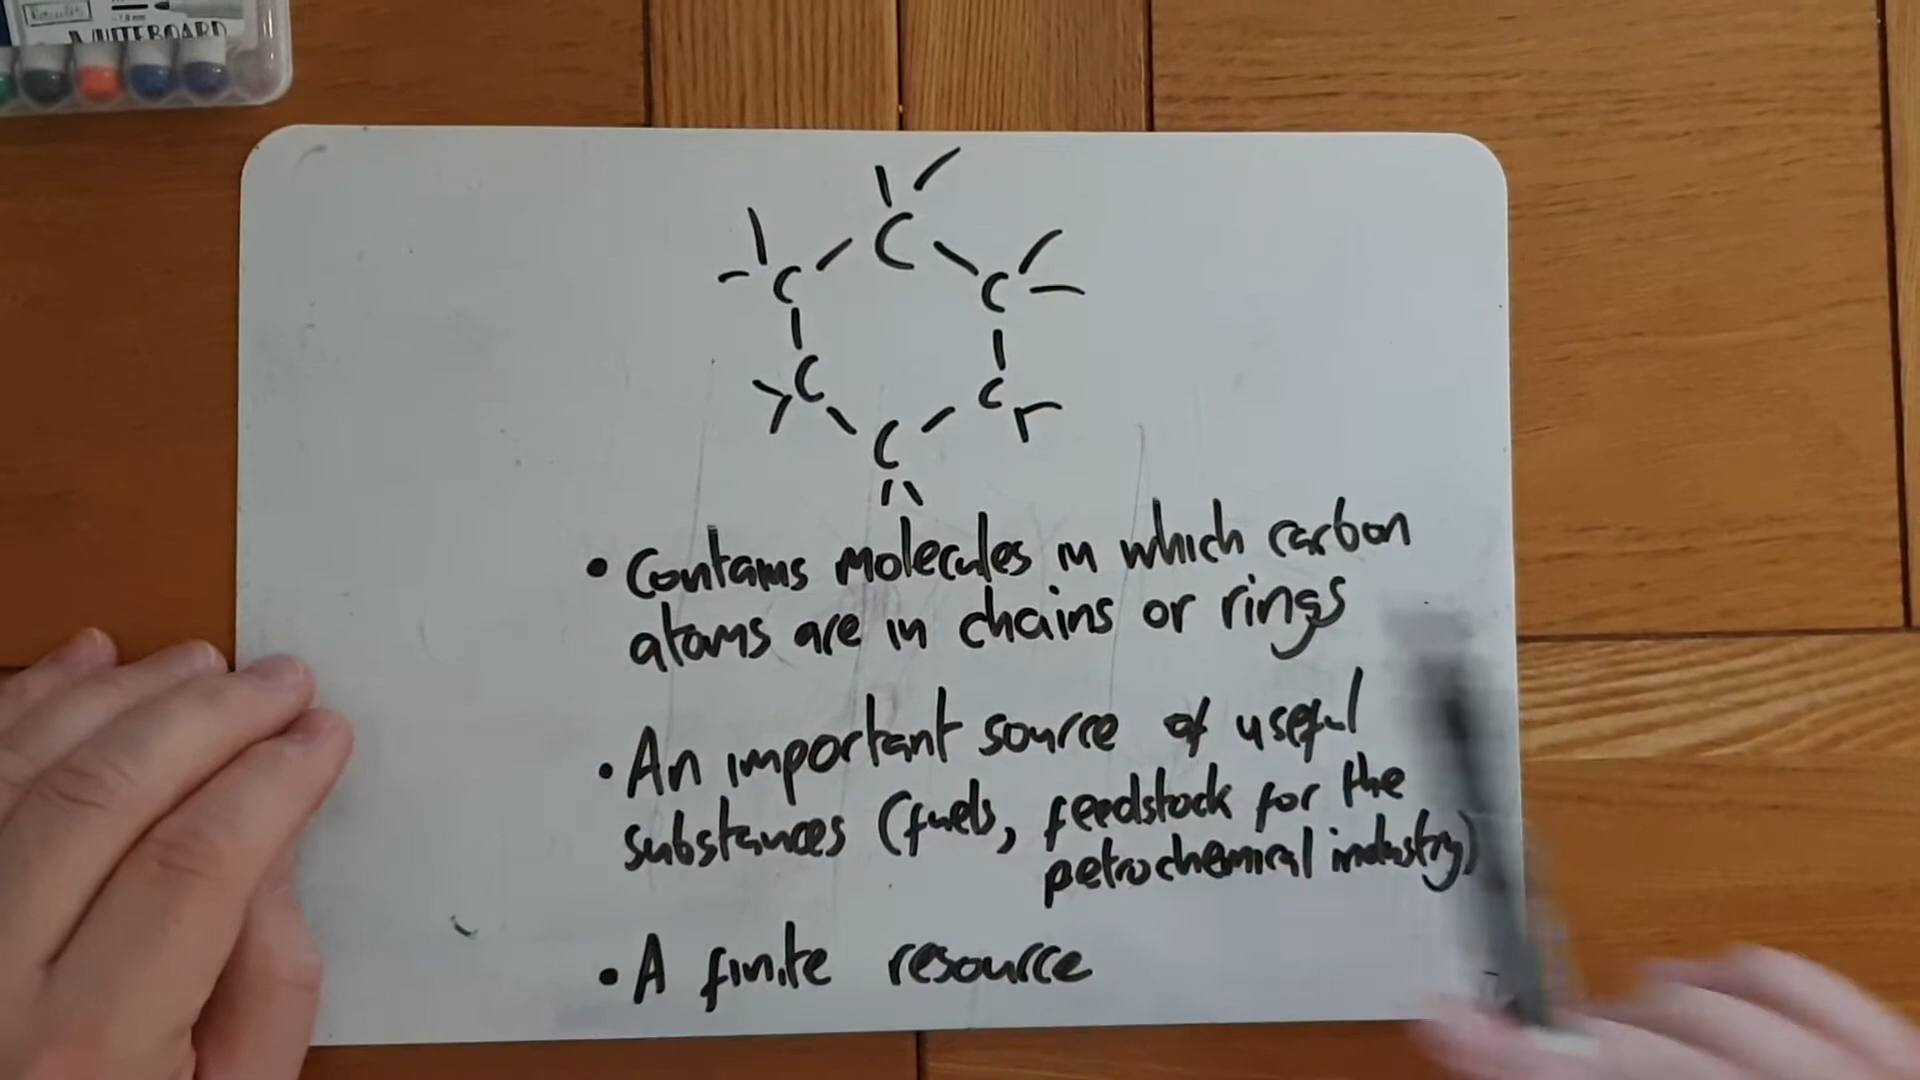 WHITEBOARD
C
C
C
C
C
C
• Contains molecules in which carbon
atoms are in chains or rings
• An important source of useful
substances (fuels, feedstock for the
petrochemical industry)
• A finite resource